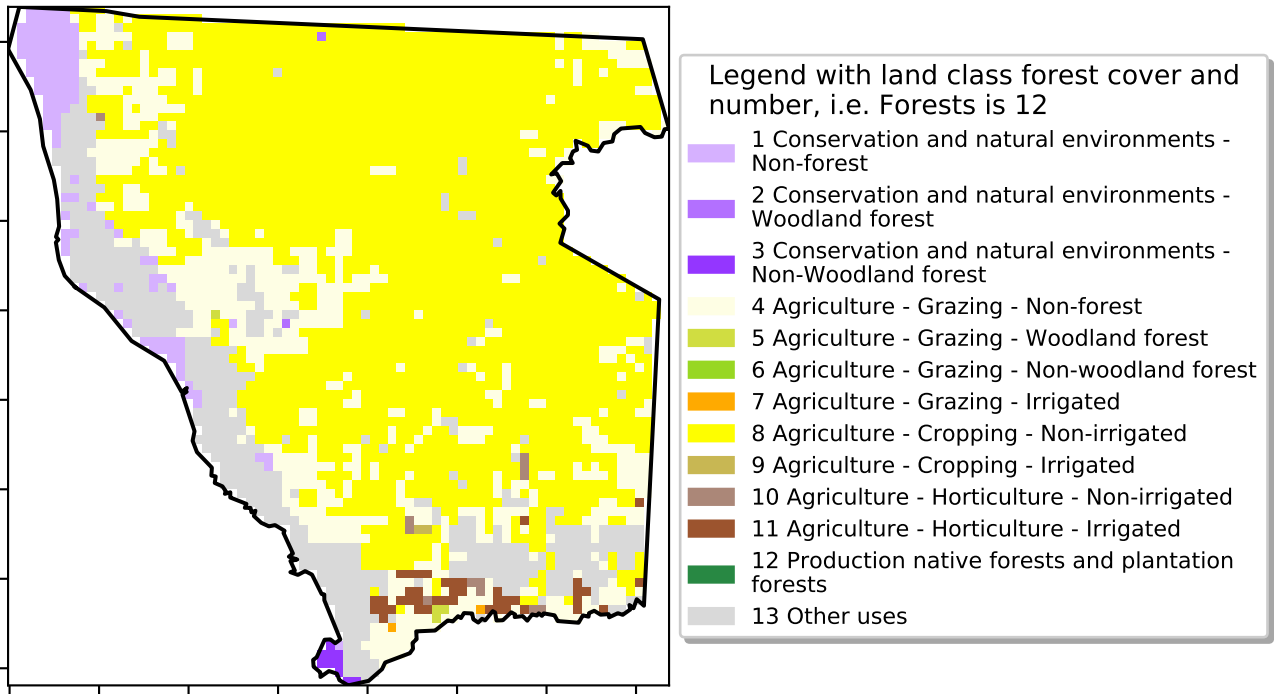 Legend with land class forest cover and
number, i.e. Forests is 12
1 Conservation and natural environments -
Non-forest
2 Conservation and natural environments -
Woodland forest
3 Conservation and natural environments -
Non-Woodland forest
4 Agriculture - Grazing - Non-forest
5 Agriculture - Grazing - Woodland forest
6 Agriculture - Grazing - Non-woodland forest
7 Agriculture - Grazing - Irrigated
8 Agriculture - Cropping - Non-irrigated
9 Agriculture - Cropping - Irrigated
10 Agriculture - Horticulture - Non-irrigated
11 Agriculture - Horticulture - Irrigated
12 Production native forests and plantation
forests
13 Other uses